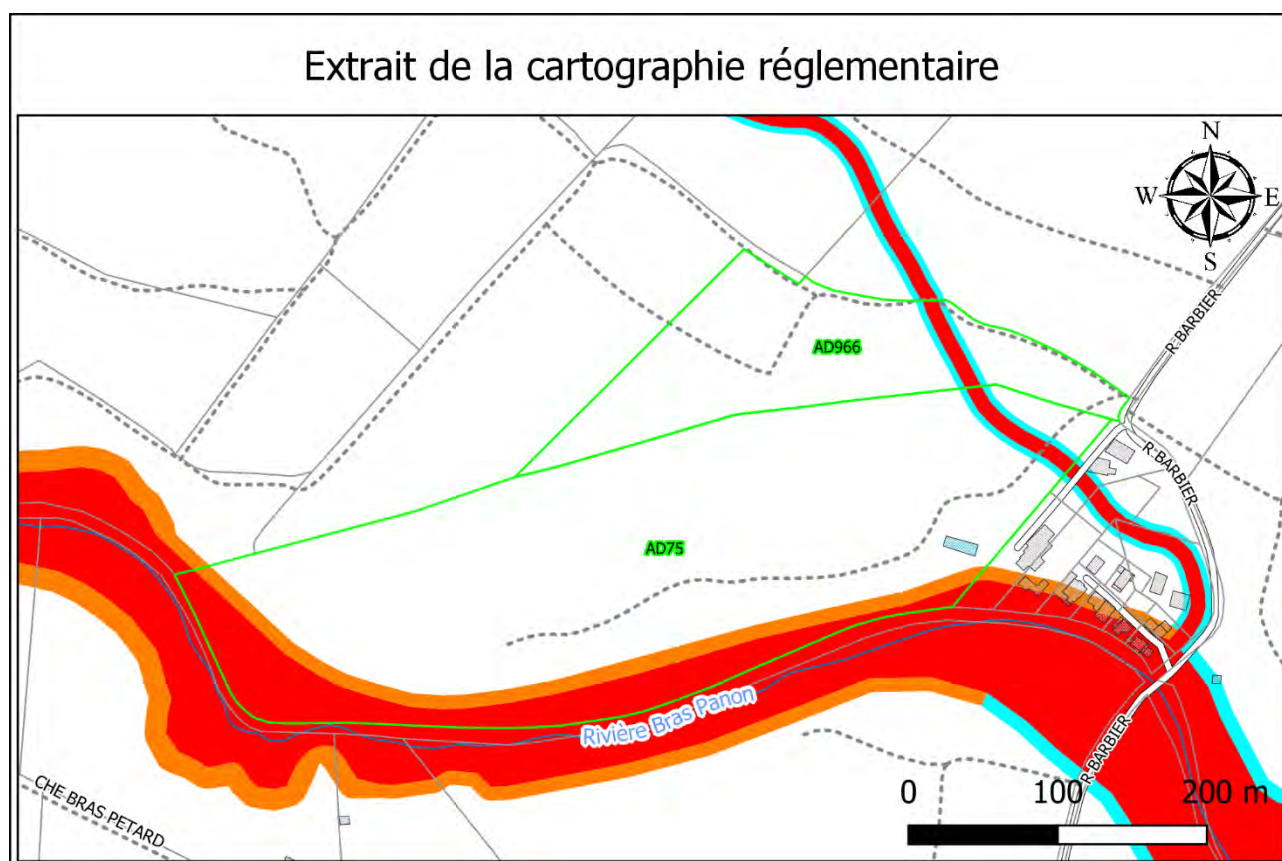 Extrait de la cartographie réglementaire
N
W E
S
R.BARBIER
AD966
R.BARBIER
AD75
Rivière Bras Panon
R.BARBIER
CHE BRAS PETARD
0 100 200 m